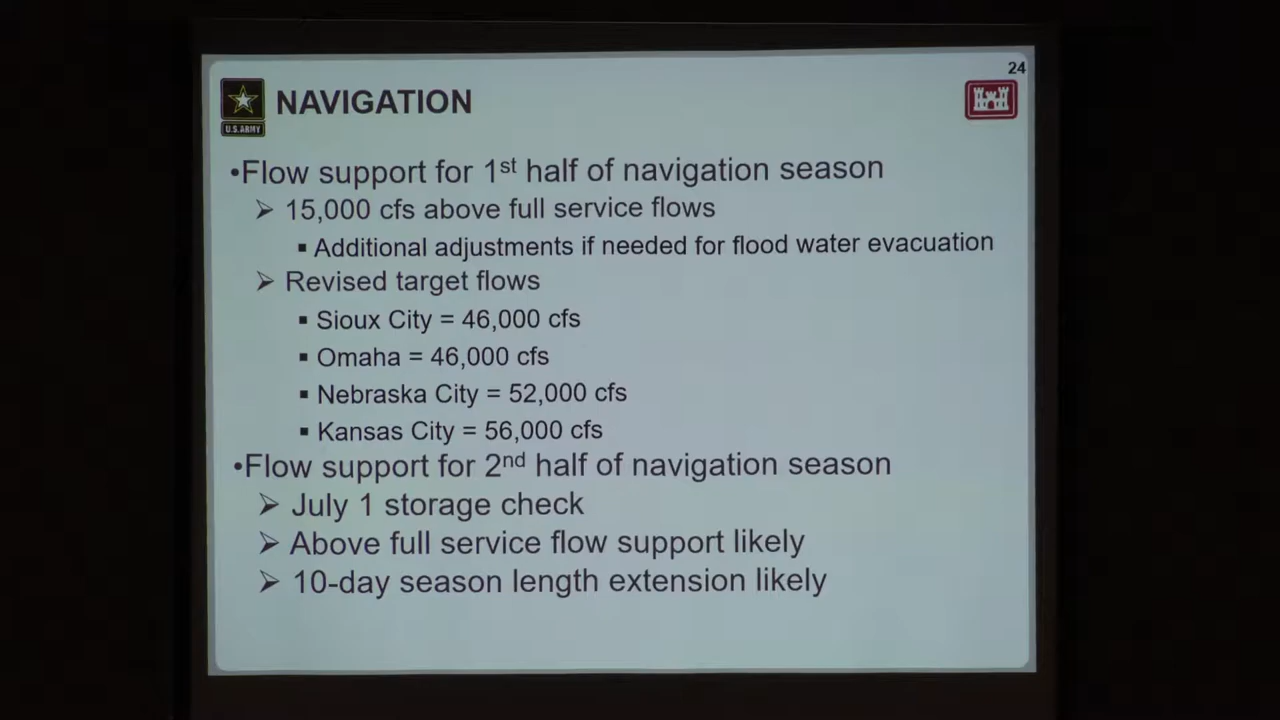 24
NAVIGATION
U.S. ARMY
•Flow support for 1st half of navigation season
➢ 15,000 cfs above full service flows
▪ Additional adjustments if needed for flood water evacuation
➢ Revised target flows
▪ Sioux City = 46,000 cfs
▪ Omaha = 46,000 cfs
▪ Nebraska City = 52,000 cfs
▪ Kansas City = 56,000 cfs
•Flow support for 2nd half of navigation season
➢ July 1 storage check
➢ Above full service flow support likely
➢ 10-day season length extension likely